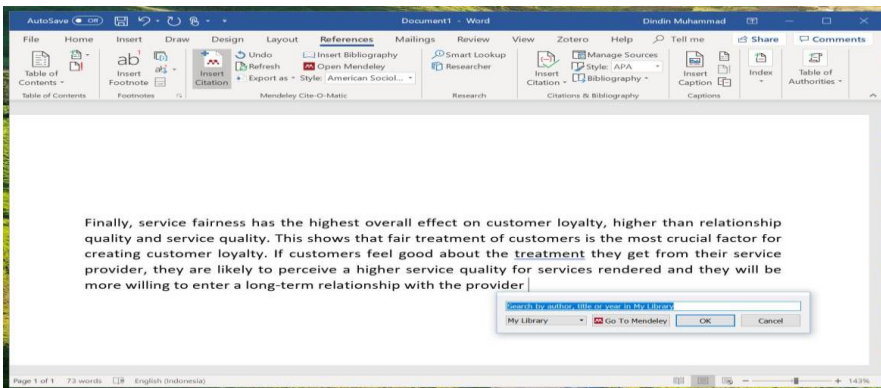 AutoSave Off Document1 - Word Dindin Muhammad
File Home Insert Draw Design Layout References Mailings Review View Zotero Help Tell me Share Comments
Table of Contents
Insert Footnote
Insert Citation
Undo Insert Bibliography
Refresh Open Mendeley
Export as Style: American Sociol...
Smart Lookup
Researcher
Insert Citation
Manage Sources
Style: APA
Bibliography
Insert Caption
Index
Table of Authorities
Table of Contents Footnotes Mendeley Cite-O-Matic Research Citations & Bibliography Captions
Finally, service fairness has the highest overall effect on customer loyalty, higher than relationship
quality and service quality. This shows that fair treatment of customers is the most crucial factor for
creating customer loyalty. If customers feel good about the treatment they get from their service
provider, they are likely to perceive a higher service quality for services rendered and they will be
more willing to enter a long-term relationship with the provider
Search by author, title or year in My Library
My Library Go To Mendeley OK Cancel
Page 1 of 1 73 words English (Indonesia) 143%